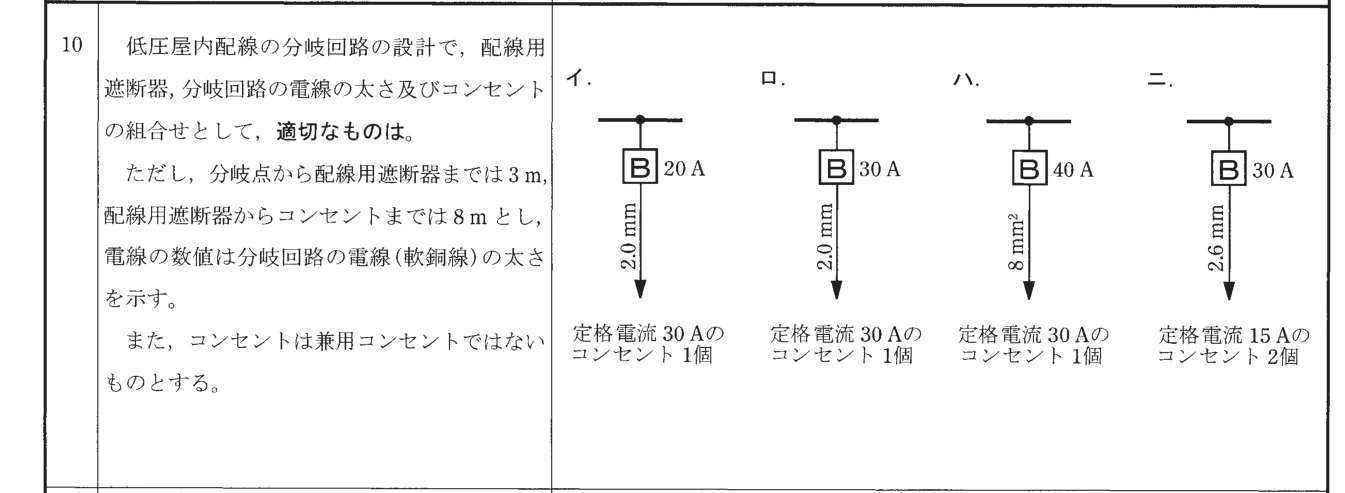 10
低圧屋内配線の分岐回路の設計で，配線用
遮断器，分岐回路の電線の太さ及びコンセント
の組合せとして，適切なものは。
ただし，分岐点から配線用遮断器までは3 m，
配線用遮断器からコンセントまでは8 mとし，
電線の数値は分岐回路の電線(軟銅線)の太さ
を示す。
また，コンセントは兼用コンセントではない
ものとする。
イ.
B 20 A
2.0 mm
定格電流 30 Aの
コンセント 1個
ロ.
B 30 A
2.0 mm
定格電流 30 Aの
コンセント 1個
ハ.
B 40 A
8 mm²
定格電流 30 Aの
コンセント 1個
ニ.
B 30 A
2.6 mm
定格電流 15 Aの
コンセント 2個